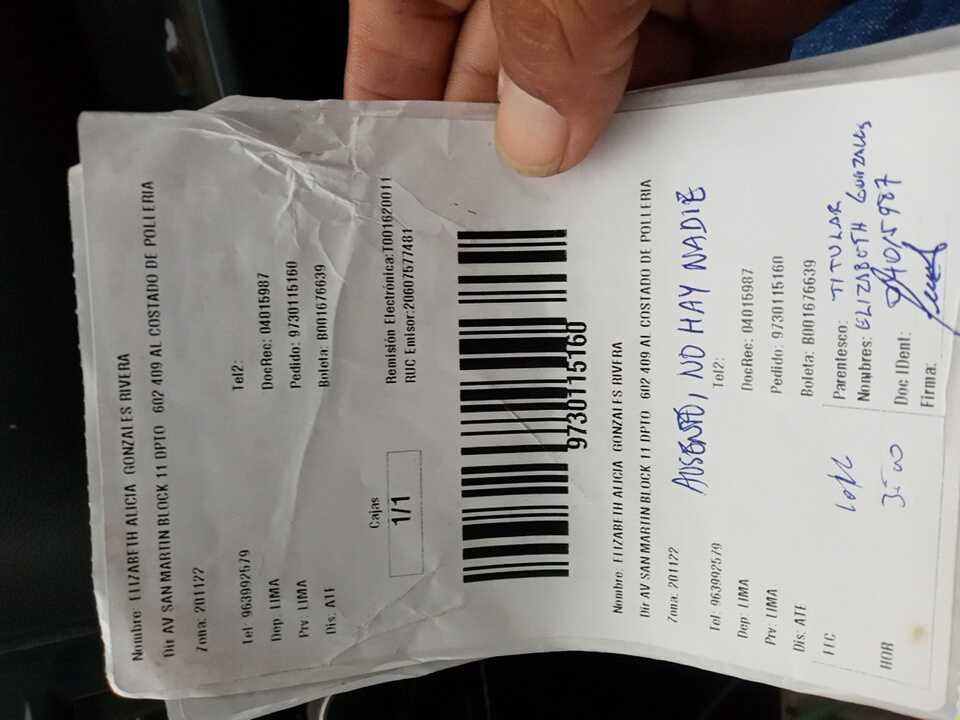 Nombre: ELIZABETH ALICIA GONZALES RIVERA
Dir AV SAN MARTIN BLOCK 11 DPTO 602 409 AL COSTADO DE POLLERIA
Zona: 201122
Tel: 963992579 Tel2:
Dep: LIMA DocRec: 04015987
Prv: LIMA Pedido: 9730115160
Dis: ATE Boleta: B001676639
Cajas
1/1
Remisión Electrónica:T001620011
RUC Emisor:20607577481
9730115160
Nombre: ELIZABETH ALICIA GONZALES RIVERA
Dir AV SAN MARTIN BLOCK 11 DPTO 602 409 AL COSTADO DE POLLERIA
Zona: 201122
AUSENTE, NO HAY NADIE
Tel: 963992579 Tel2:
Dep: LIMA DocRec: 04015987
Prv: LIMA Pedido: 9730115160
Dis: ATE Boleta: B001676639
FEC Parentesco: TITULAR
Nombres: ELIZABETH GONZALES
HOR Doc IDent: 04015987
Firma: